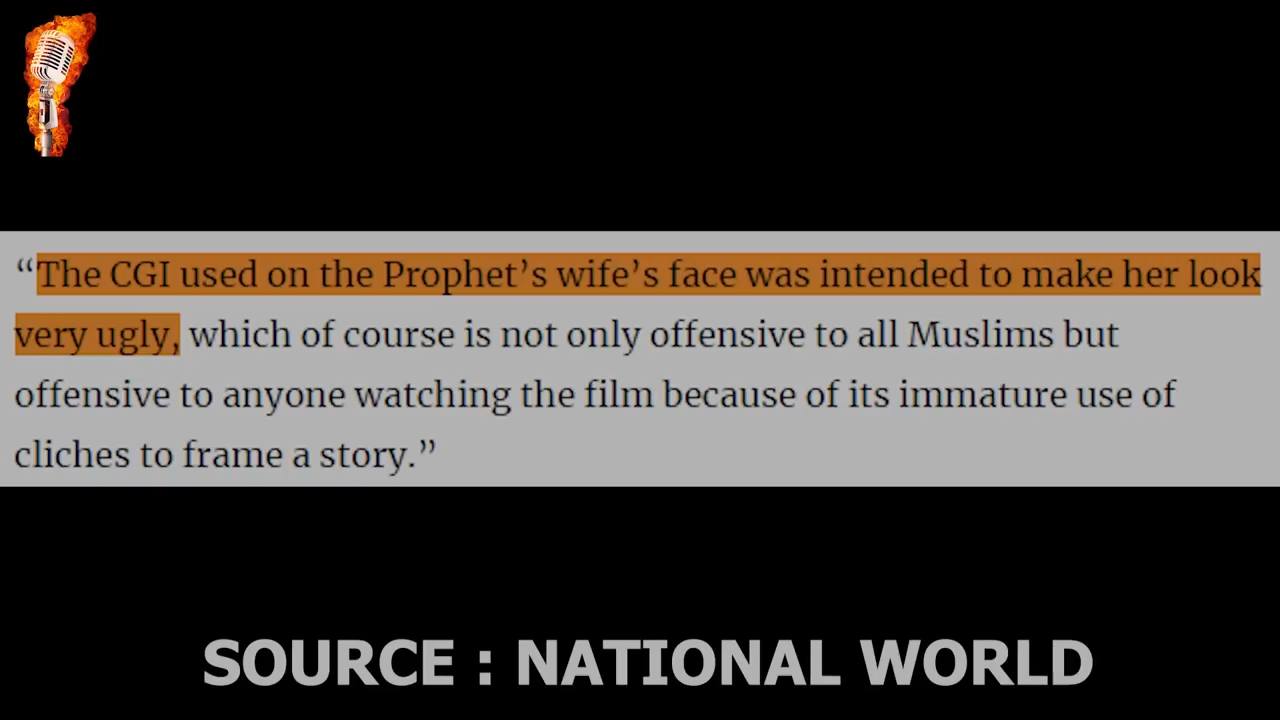 “The CGI used on the Prophet’s wife’s face was intended to make her look
very ugly, which of course is not only offensive to all Muslims but
offensive to anyone watching the film because of its immature use of
cliches to frame a story.”
SOURCE : NATIONAL WORLD